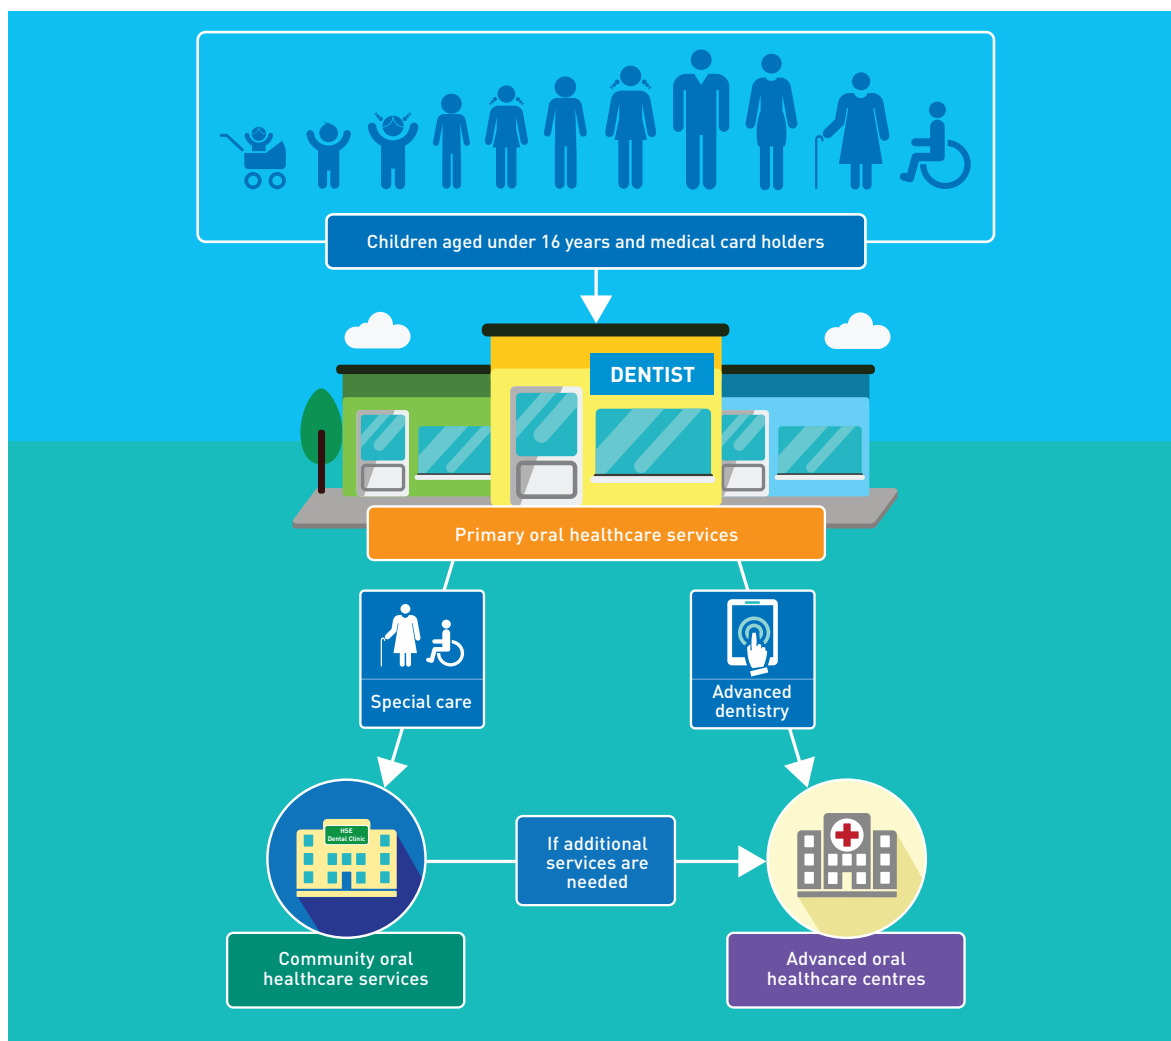 Children aged under 16 years and medical card holders
DENTIST
Primary oral healthcare services
Special care
Advanced
dentistry
HSE
Dental Clinic
If additional
services are
needed
Community oral
healthcare services
Advanced oral
healthcare centres